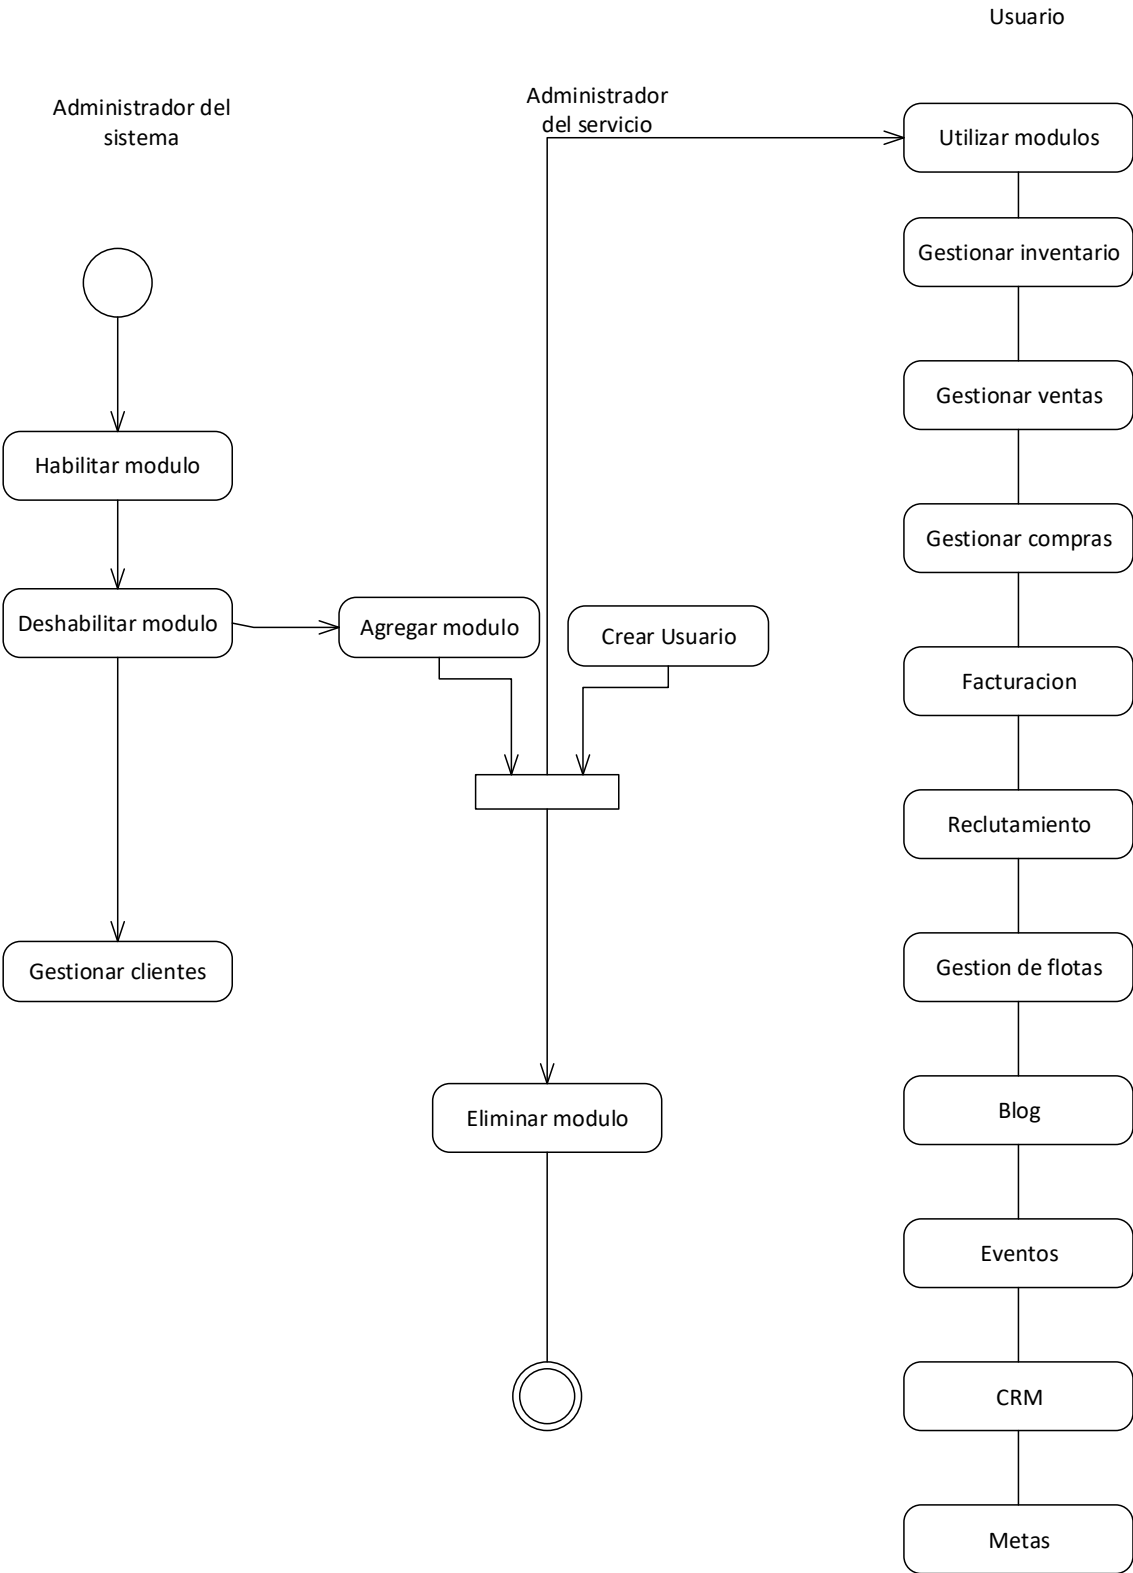 Usuario
Administrador del
sistema
Administrador
del servicio
Utilizar modulos
Gestionar inventario
Gestionar ventas
Habilitar modulo
Gestionar compras
Deshabilitar modulo
Agregar modulo
Crear Usuario
Facturacion
Reclutamiento
Gestionar clientes
Gestion de flotas
Eliminar modulo
Blog
Eventos
CRM
Metas